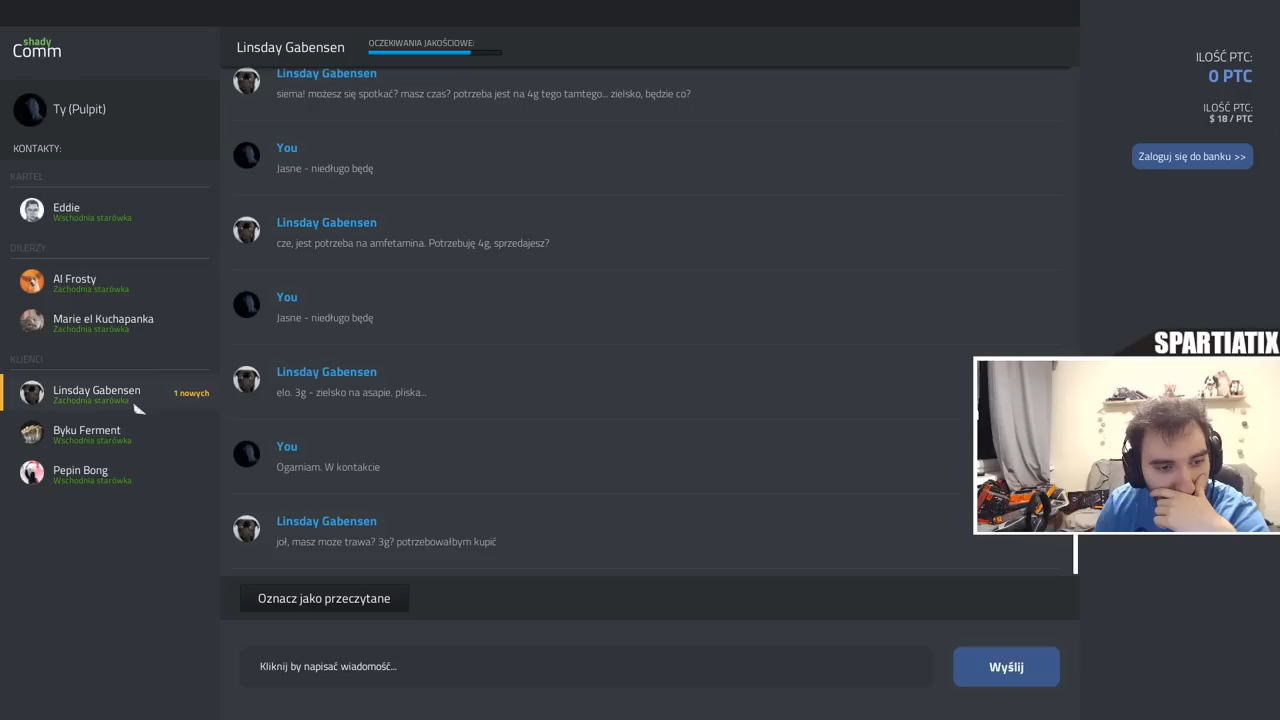 shady
Comm
Ty (Pulpit)
KONTAKTY:
KARTEL
Eddie
Wschodnia starówka
DILERZY
Al Frosty
Zachodnia starówka
Marie el Kuchapanka
Zachodnia starówka
KLIENCI
Linsday Gabensen
Zachodnia starówka
1 nowych
Byku Ferment
Wschodnia starówka
Pepin Bong
Wschodnia starówka
Linsday Gabensen
OCZEKIWANIA JAKOŚCIOWE:
Linsday Gabensen
siema! możesz się spotkać? masz czas? potrzeba jest na 4g tego tamtego... zielsko, będzie co?
You
Jasne - niedługo będę
Linsday Gabensen
cze, jest potrzeba na amfetamina. Potrzebuję 4g, sprzedajesz?
You
Jasne - niedługo będę
Linsday Gabensen
elo. 3g - zielsko na asapie. pliska...
You
Ogarniam. W kontakcie
Linsday Gabensen
joł, masz moze trawa? 3g? potrzebowałbym kupić
Oznacz jako przeczytane
Kliknij by napisać wiadomość...
Wyślij
ILOŚĆ PTC:
0 PTC
ILOŚĆ PTC:
$ 18 / PTC
Zaloguj się do banku >>
SPARTIATIX